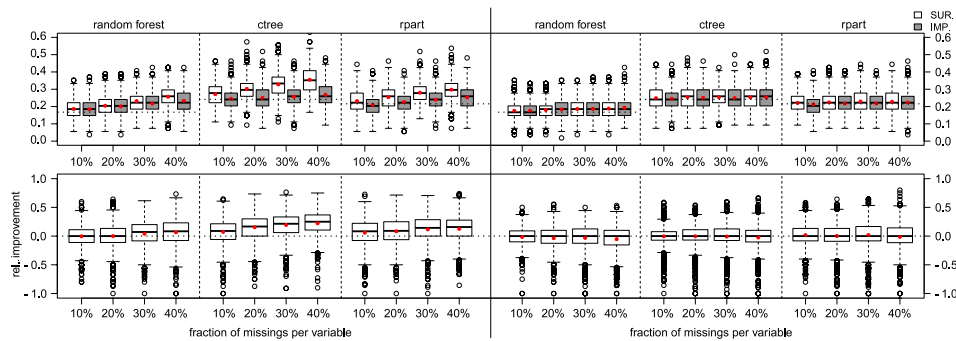 random forest ctree rpart random forest ctree rpart
SUR.
IMP.
0.6 0.6
0.5 0.5
0.4 0.4
0.3 0.3
0.2 0.2
0.1 0.1
0.0 0.0
10% 20% 30% 40% 10% 20% 30% 40% 10% 20% 30% 40% 10% 20% 30% 40% 10% 20% 30% 40% 10% 20% 30% 40%
rel. improvement
1.0 1.0
0.5 0.5
0.0 0.0
-0.5 -0.5
-1.0 -1.0
10% 20% 30% 40% 10% 20% 30% 40% 10% 20% 30% 40% 10% 20% 30% 40% 10% 20% 30% 40% 10% 20% 30% 40%
fraction of missings per variable fraction of missings per variable